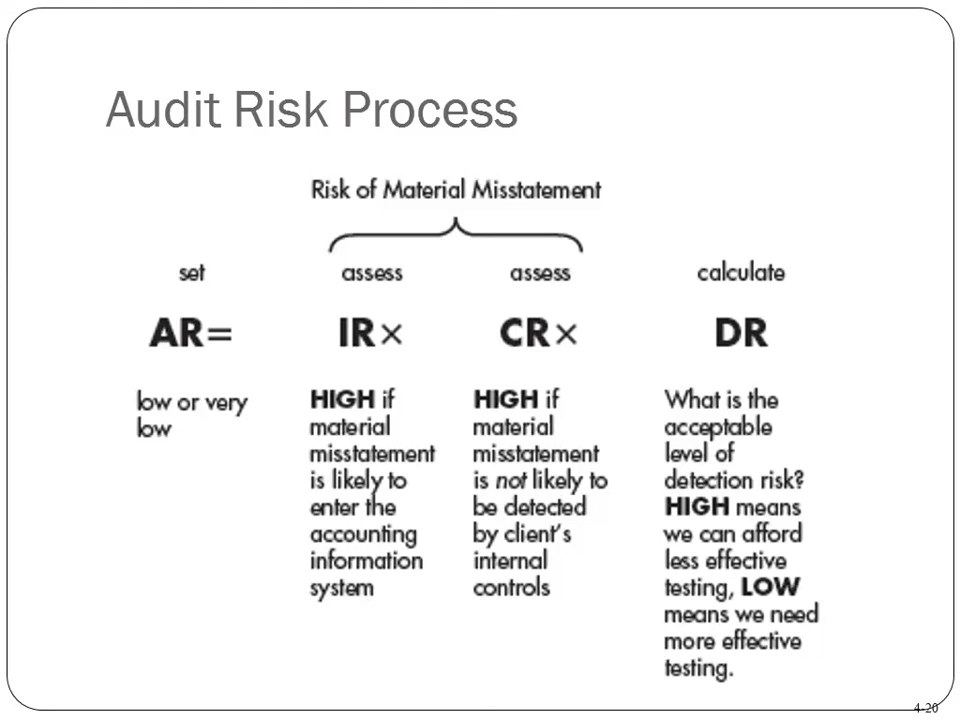 Audit Risk Process
Risk of Material Misstatement
set
assess
assess
calculate
AR=
IR×
CR×
DR
low or very
low
HIGH if
material
misstatement
is likely to
enter the
accounting
information
system
HIGH if
material
misstatement
is not likely to
be detected
by client's
internal
controls
What is the
acceptable
level of
detection risk?
HIGH means
we can afford
less effective
testing, LOW
means we need
more effective
testing.
4-20